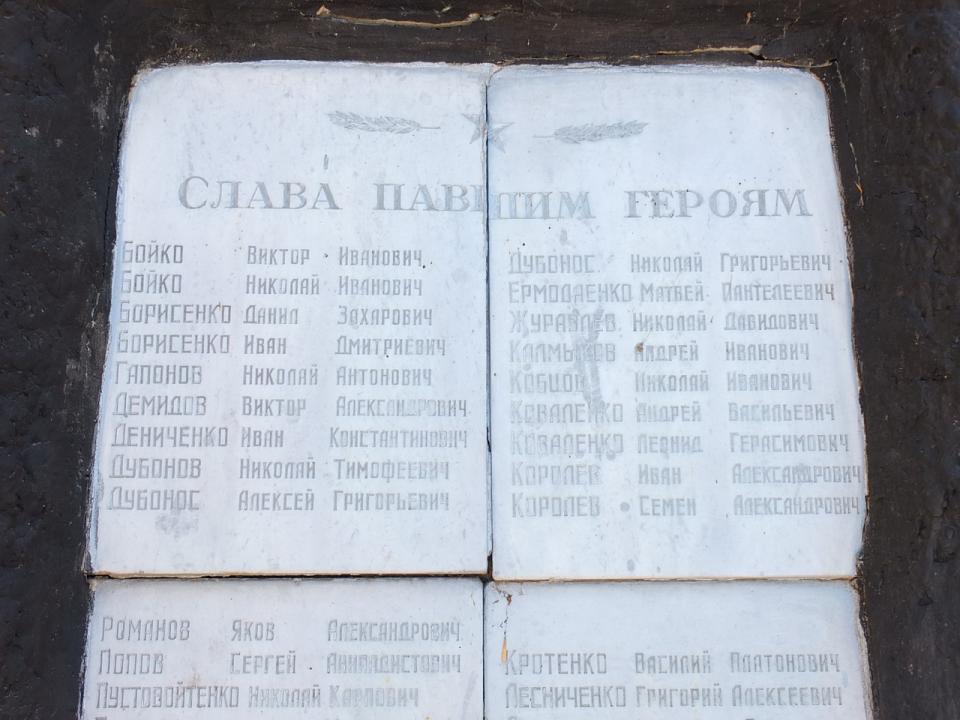 СЛАВА ПАВШИМ ГЕРОЯМ
БОЙКО ВИКТОР ИВАНОВИЧ
БОЙКО НИКОЛАЙ ИВАНОВИЧ
БОРИСЕНКО ДАНИЛ ЗАХАРОВИЧ
БОРИСЕНКО ИВАН ДМИТРИЕВИЧ
ГАПОНОВ НИКОЛАЙ АНТОНОВИЧ
ДЕМИДОВ ВИКТОР АЛЕКСАНДРОВИЧ
ДЕНИЧЕНКО ИВАН КОНСТАНТИНОВИЧ
ДУБОНОВ НИКОЛАЙ ТИМОФЕЕВИЧ
ДУБОНОС АЛЕКСЕЙ ГРИГОРЬЕВИЧ
ДУБОНОС НИКОЛАЙ ГРИГОРЬЕВИЧ
ЕРМОЛАЕНКО МАТВЕЙ ПАНТЕЛЕЕВИЧ
ЖУРАВЛЕВ НИКОЛАЙ ДАВИДОВИЧ
КАЛМЫКОВ АНДРЕЙ ИВАНОВИЧ
КОБЦОВ НИКОЛАЙ ИВАНОВИЧ
КОВАЛЕНКО АНДРЕЙ ВАСИЛЬЕВИЧ
КОВАЛЕНКО ЛЕОНИД ГЕРАСИМОВИЧ
КОРОЛЕВ ИВАН АЛЕКСАНДРОВИЧ
КОРОЛЕВ СЕМЕН АЛЕКСАНДРОВИЧ
РОМАНОВ ЯКОВ АЛЕКСАНДРОВИЧ
ПОПОВ СЕРГЕЙ
ПУСТОВОЙТЕНКО НИКОЛАЙ КАРПОВИЧ
КРОТЕНКО ВАСИЛИЙ ПЛАТОНОВИЧ
ЛЕСНИЧЕНКО ГРИГОРИЙ АЛЕКСЕЕВИЧ